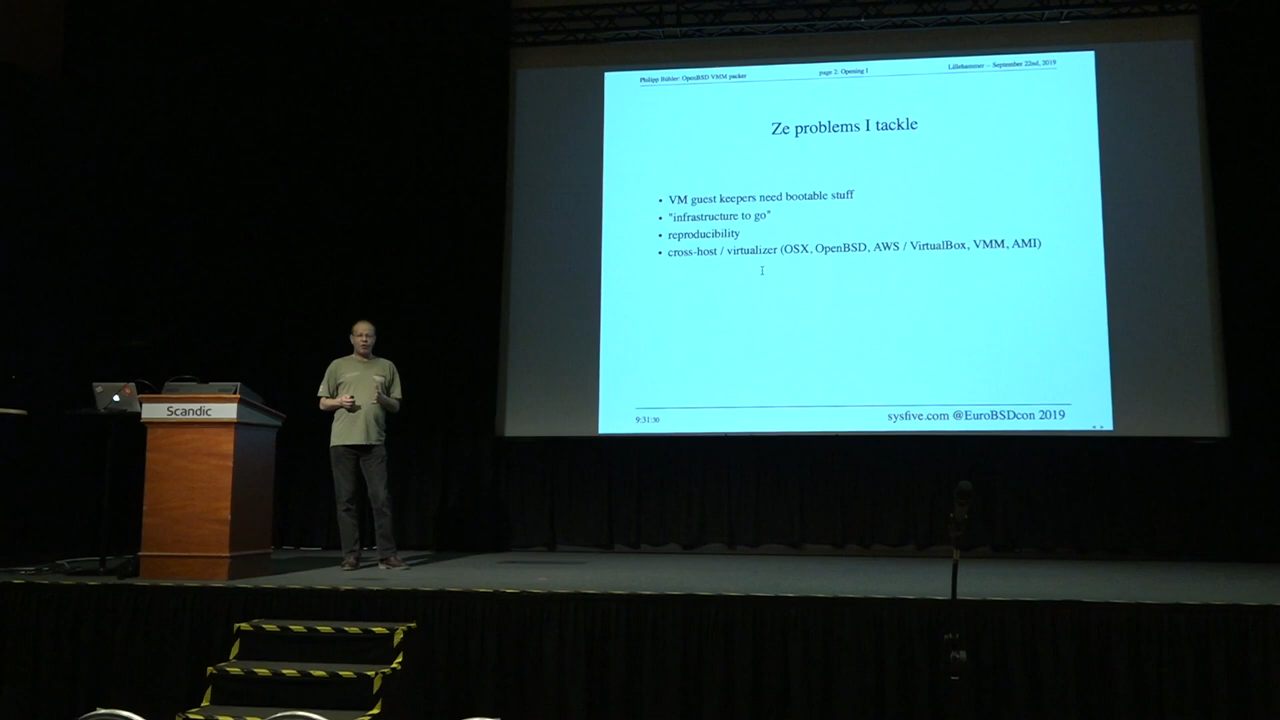 Philipp Bühler: OpenBSD VMM packer
page 2: Opening I
Lillehammer – September 22nd, 2019
Ze problems I tackle
• VM guest keepers need bootable stuff
• "infrastructure to go"
• reproducibility
• cross-host / virtualizer (OSX, OpenBSD, AWS / VirtualBox, VMM, AMI)
9:31:30
sysfive.com @EuroBSDcon 2019
Scandic